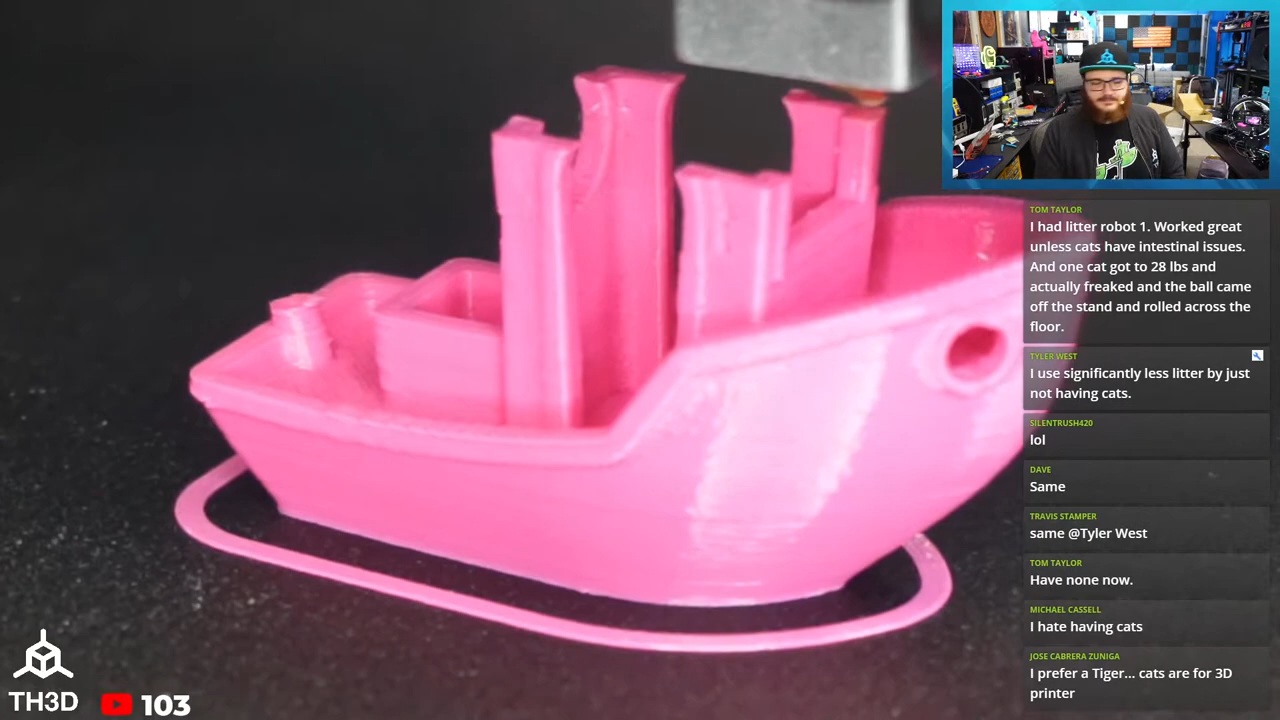 TOM TAYLOR
I had litter robot 1. Worked great
unless cats have intestinal issues.
And one cat got to 28 lbs and
actually freaked and the ball came
off the stand and rolled across the
floor.
TYLER WEST
I use significantly less litter by just
not having cats.
SILENTRUSH420
lol
DAVE
Same
TRAVIS STAMPER
same @Tyler West
TOM TAYLOR
Have none now.
MICHAEL CASSELL
I hate having cats
JOSE CABRERA ZUNIGA
I prefer a Tiger... cats are for 3D
printer
TH3D
103